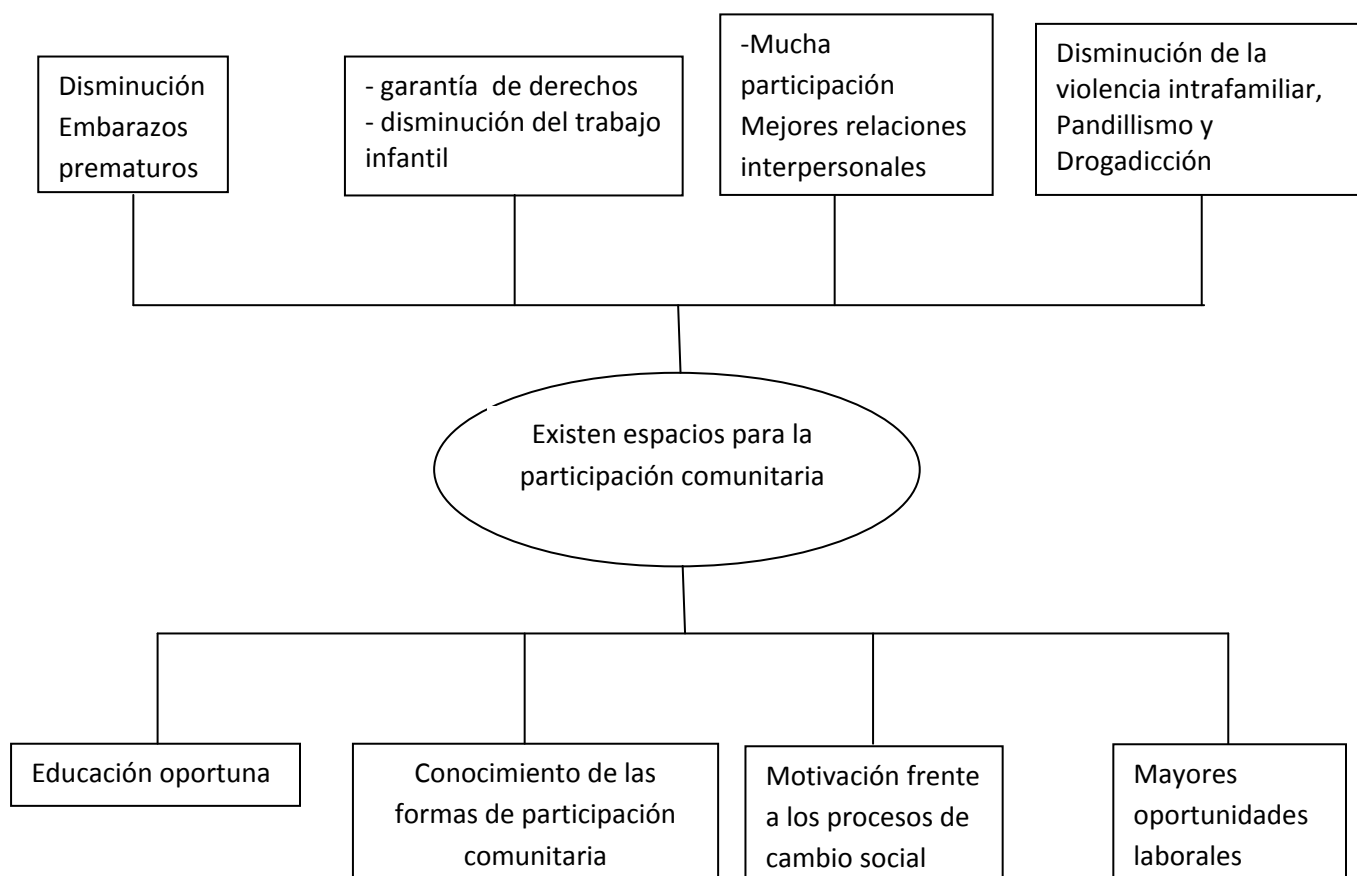 Disminución
Embarazos
prematuros
- garantía de derechos
- disminución del trabajo
infantil
-Mucha
participación
Mejores relaciones
interpersonales
Disminución de la
violencia intrafamiliar,
Pandillismo y
Drogadicción
Existen espacios para la
participación comunitaria
Educación oportuna
Conocimiento de las
formas de participación
comunitaria
Motivación frente
a los procesos de
cambio social
Mayores
oportunidades
laborales